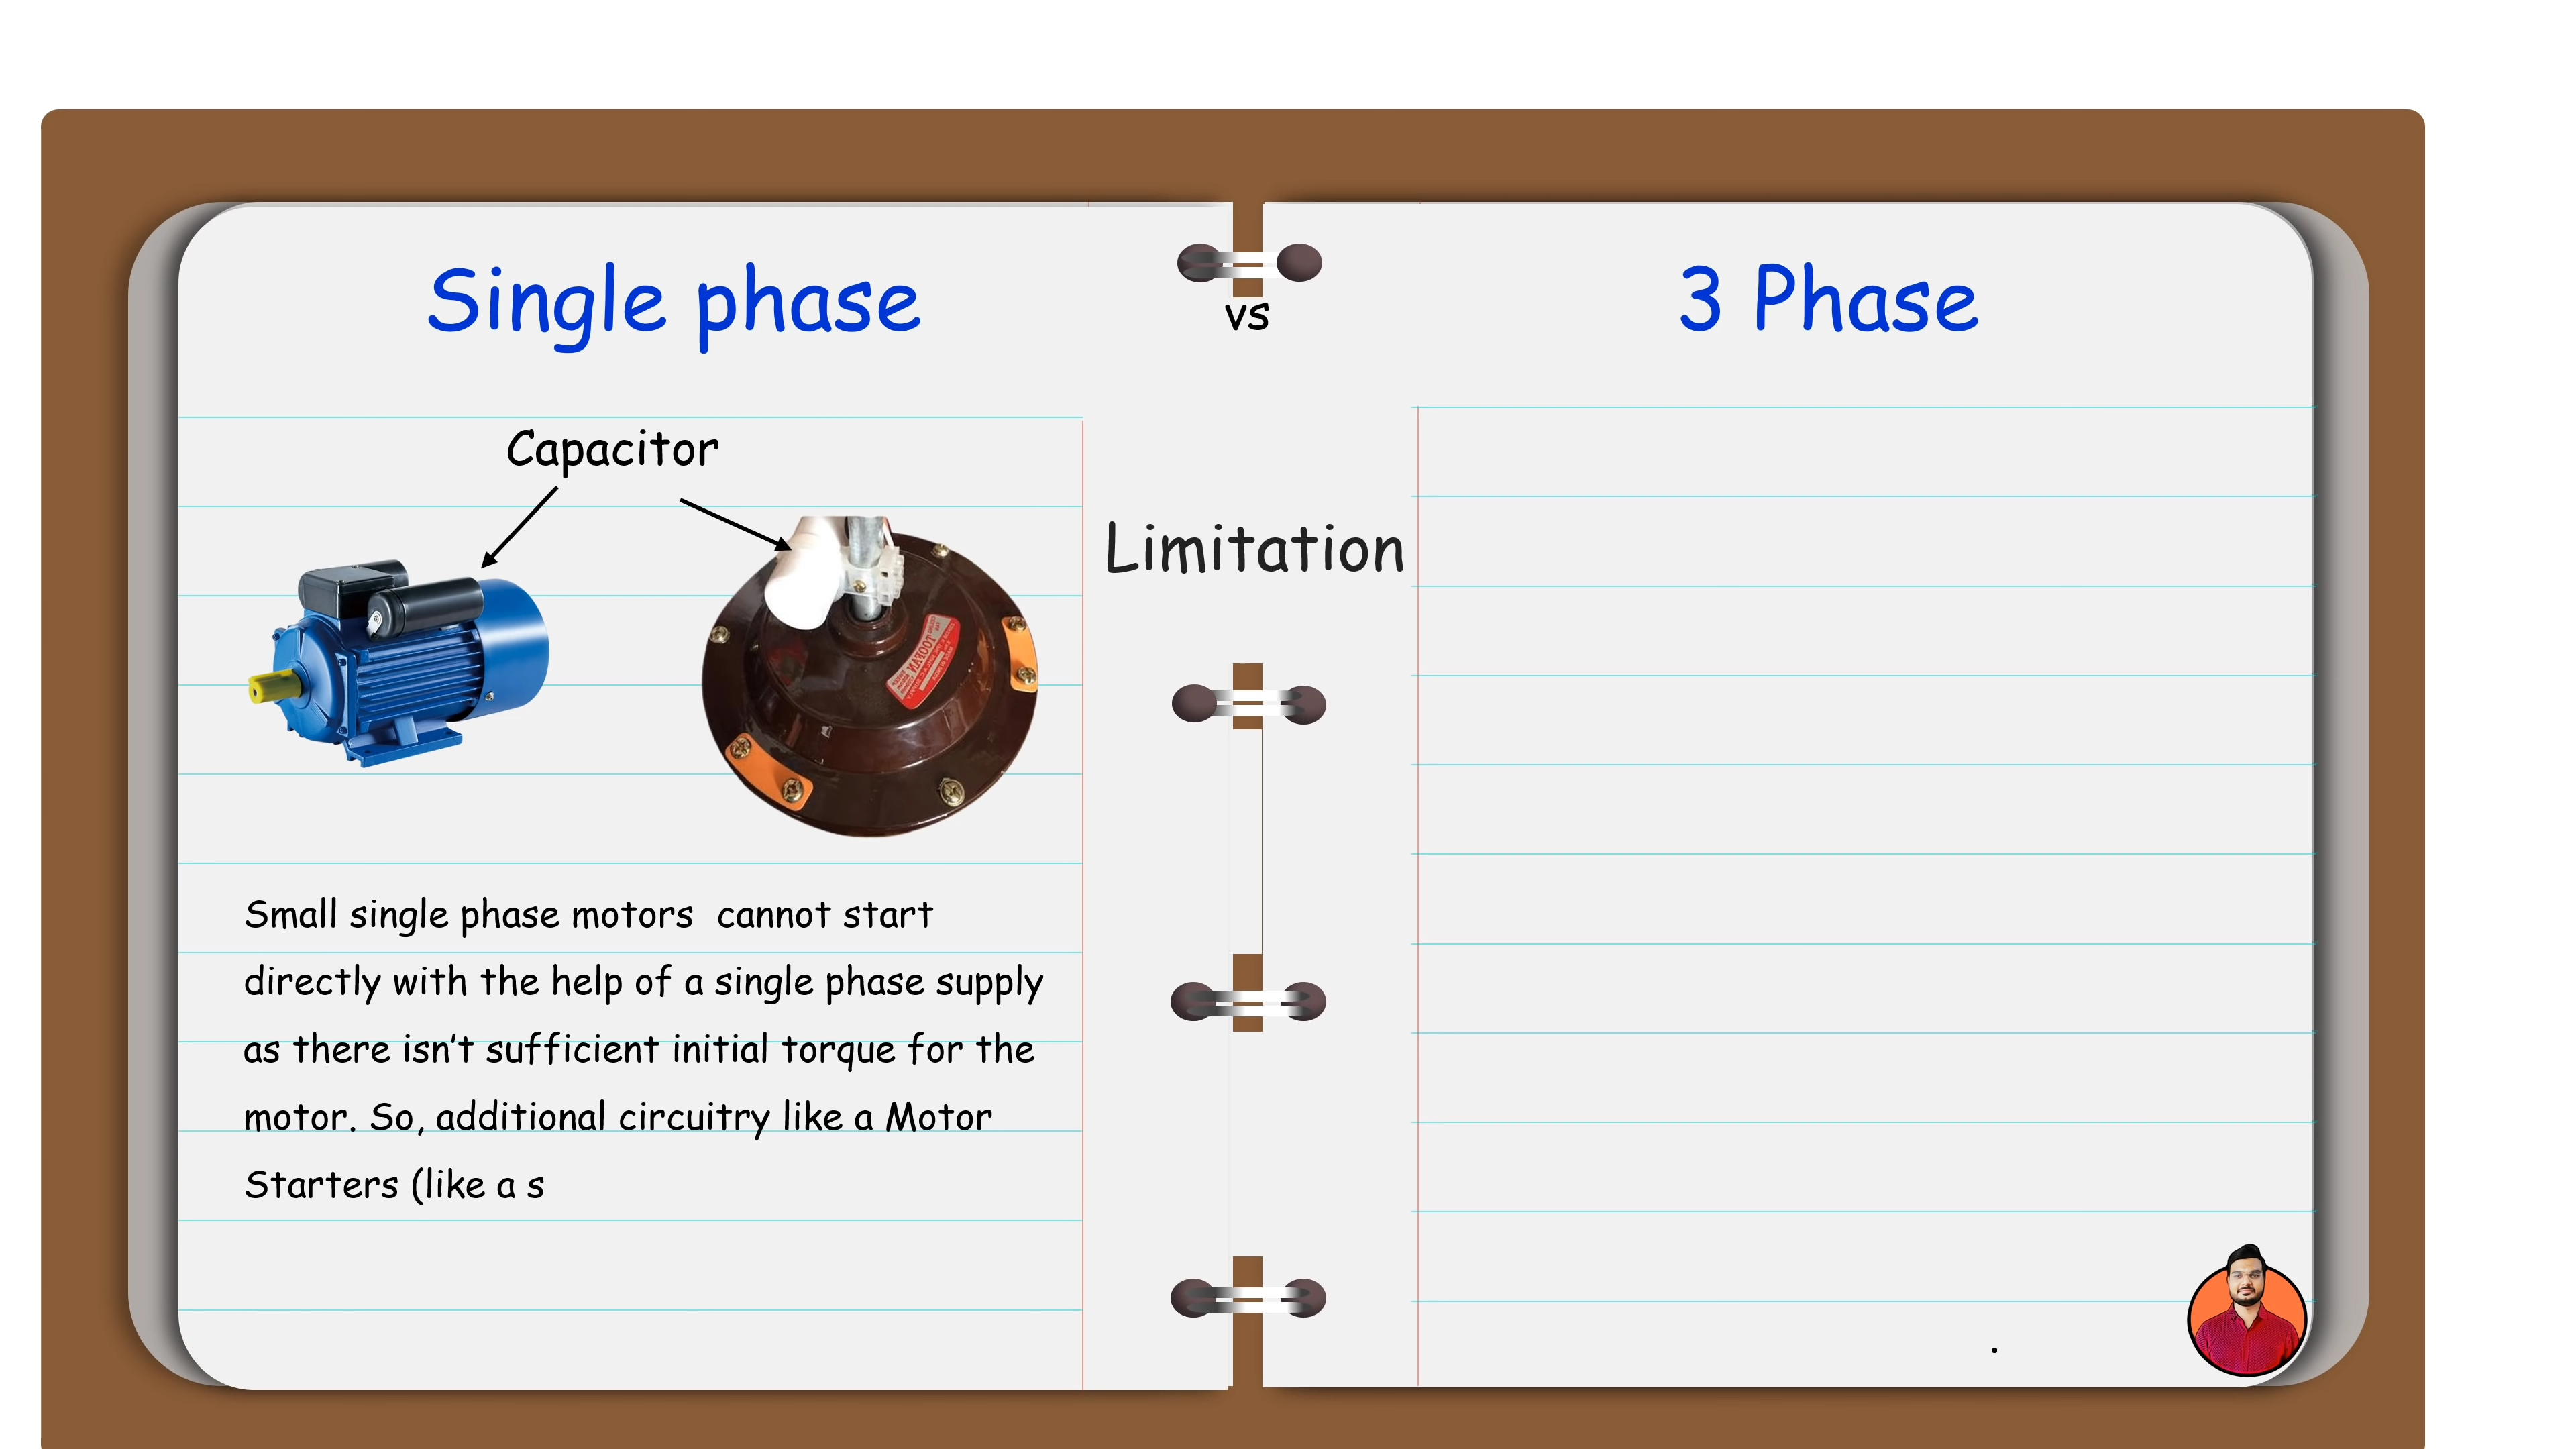 Single phase
vs
3 Phase
Capacitor
Limitation
TOOFAN
Small single phase motors  cannot start
directly with the help of a single phase supply
as there isn't sufficient initial torque for the
motor. So, additional circuitry like a Motor
Starters (like a s
.